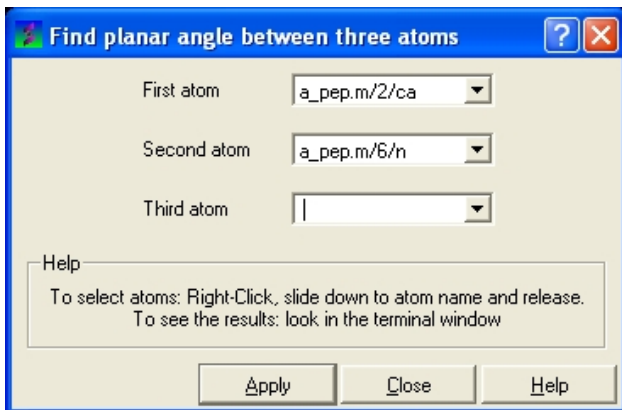 Find planar angle between three atoms
First atom
a_pep.m/2/ca
Second atom
a_pep.m/6/n
Third atom
Help
To select atoms: Right-Click, slide down to atom name and release.
To see the results: look in the terminal window
Apply
Close
Help